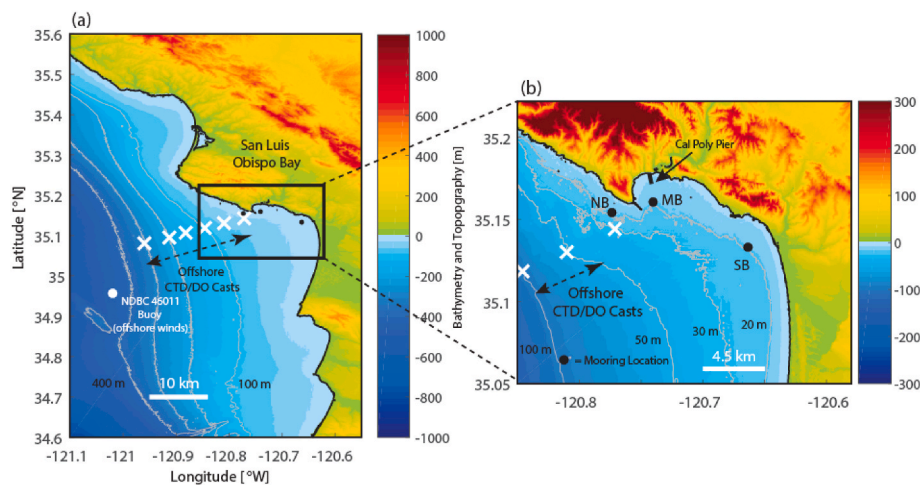 (a)
35.6
35.5
35.4
35.3
35.2
35.1
35
34.9
34.8
34.7
34.6
Latitude [°N]
-121.1
-121
-120.9
-120.8
-120.7
-120.6
Longitude [°W]
San Luis
Obispo Bay
Offshore
CTD/DO Casts
NDBC 46011
Buoy
(offshore winds)
400 m
10 km
100 m
1000
800
600
400
200
0
-200
-400
-600
-800
-1000
Bathymetry and Topopgraphy [m]
(b)
35.2
35.15
35.1
35.05
-120.8
-120.7
-120.6
Cal Poly Pier
NB
MB
SB
Offshore
CTD/DO Casts
100 m
50 m
30 m
20 m
= Mooring Location
4.5 km
300
200
100
0
-100
-200
-300